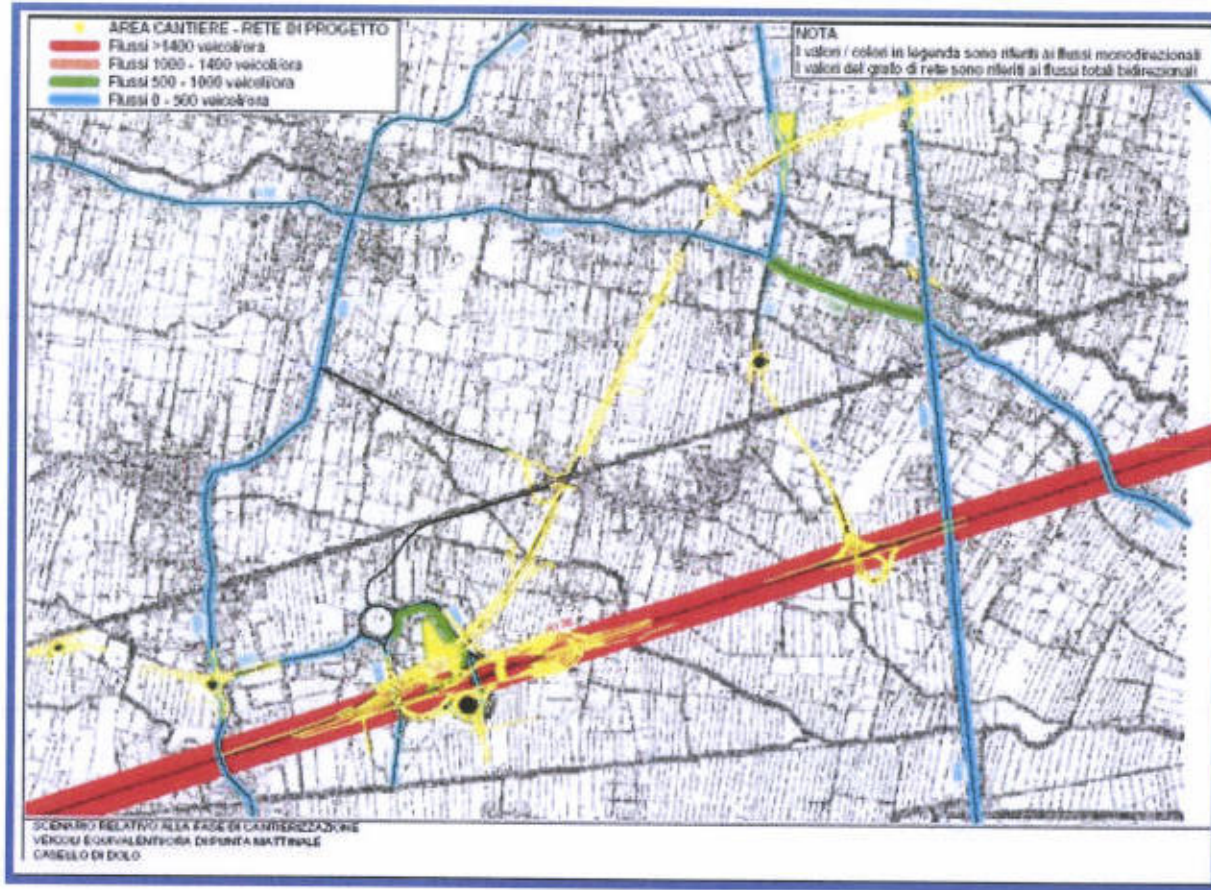 AREA CANTIERE - RETE DI PROGETTO
Flussi >1400 veicoli/ora
Flussi 1000 - 1400 veicoli/ora
Flussi 500 - 1000 veicoli/ora
Flussi 0 - 500 veicoli/ora
NOTA
I valori / colori in legenda sono riferiti ai flussi monodirezionali
I valori del grafo di rete sono riferiti ai flussi totali bidirezionali
SCENARIO RELATIVO ALLA FASE DI CANTIERIZZAZIONE
VEICOLI EQUIVALENTI/ORA DI PUNTA MATTINALE
CASELLO DI DOLO